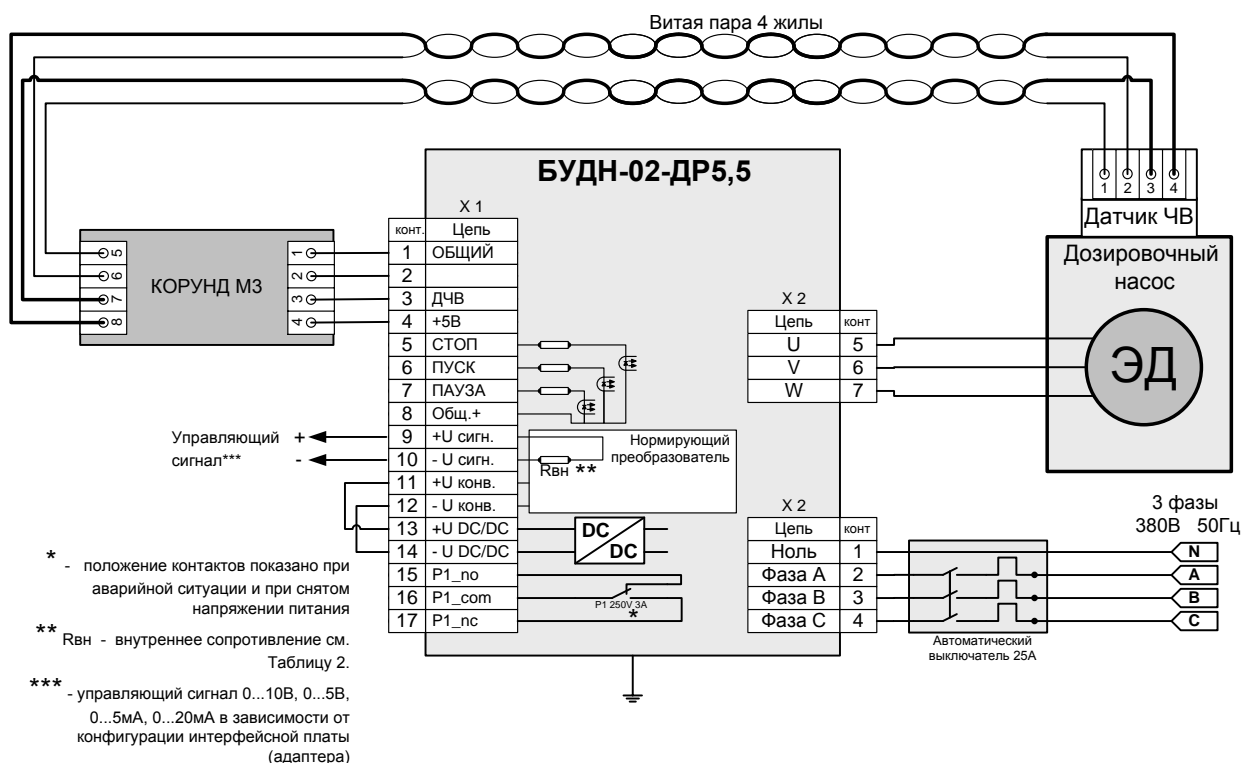 Витая пара 4 жилы
БУДН-02-ДР5,5
1 2 3 4
Датчик ЧВ
Дозировочный
насос
ЭД
КОРУНД М3
5 1
6 2
7 3
8 4
X 1
конт. Цепь
1 ОБЩИЙ
2
3 ДЧВ
4 +5В
5 СТОП
6 ПУСК
7 ПАУЗА
8 Общ.+
9 +U сигн.
10 - U сигн.
11 +U конв.
12 - U конв.
13 +U DC/DC
14 - U DC/DC
15 P1_no
16 P1_com
17 P1_nc
Управляющий +
сигнал*** -
Нормирующий
преобразователь
Rвн **
DC
DC
P1 250V 3A
*
X 2
Цепь конт
U 5
V 6
W 7
X 2
Цепь конт
Ноль 1
Фаза А 2
Фаза В 3
Фаза С 4
Автоматический
выключатель 25А
3 фазы
380В 50Гц
N
A
B
C
* - положение контактов показано при
аварийной ситуации и при снятом
напряжении питания
** Rвн - внутреннее сопротивление см.
Таблицу 2.
*** - управляющий сигнал 0...10В, 0...5В,
0...5мА, 0...20мА в зависимости от
конфигурации интерфейсной платы
(адаптера)